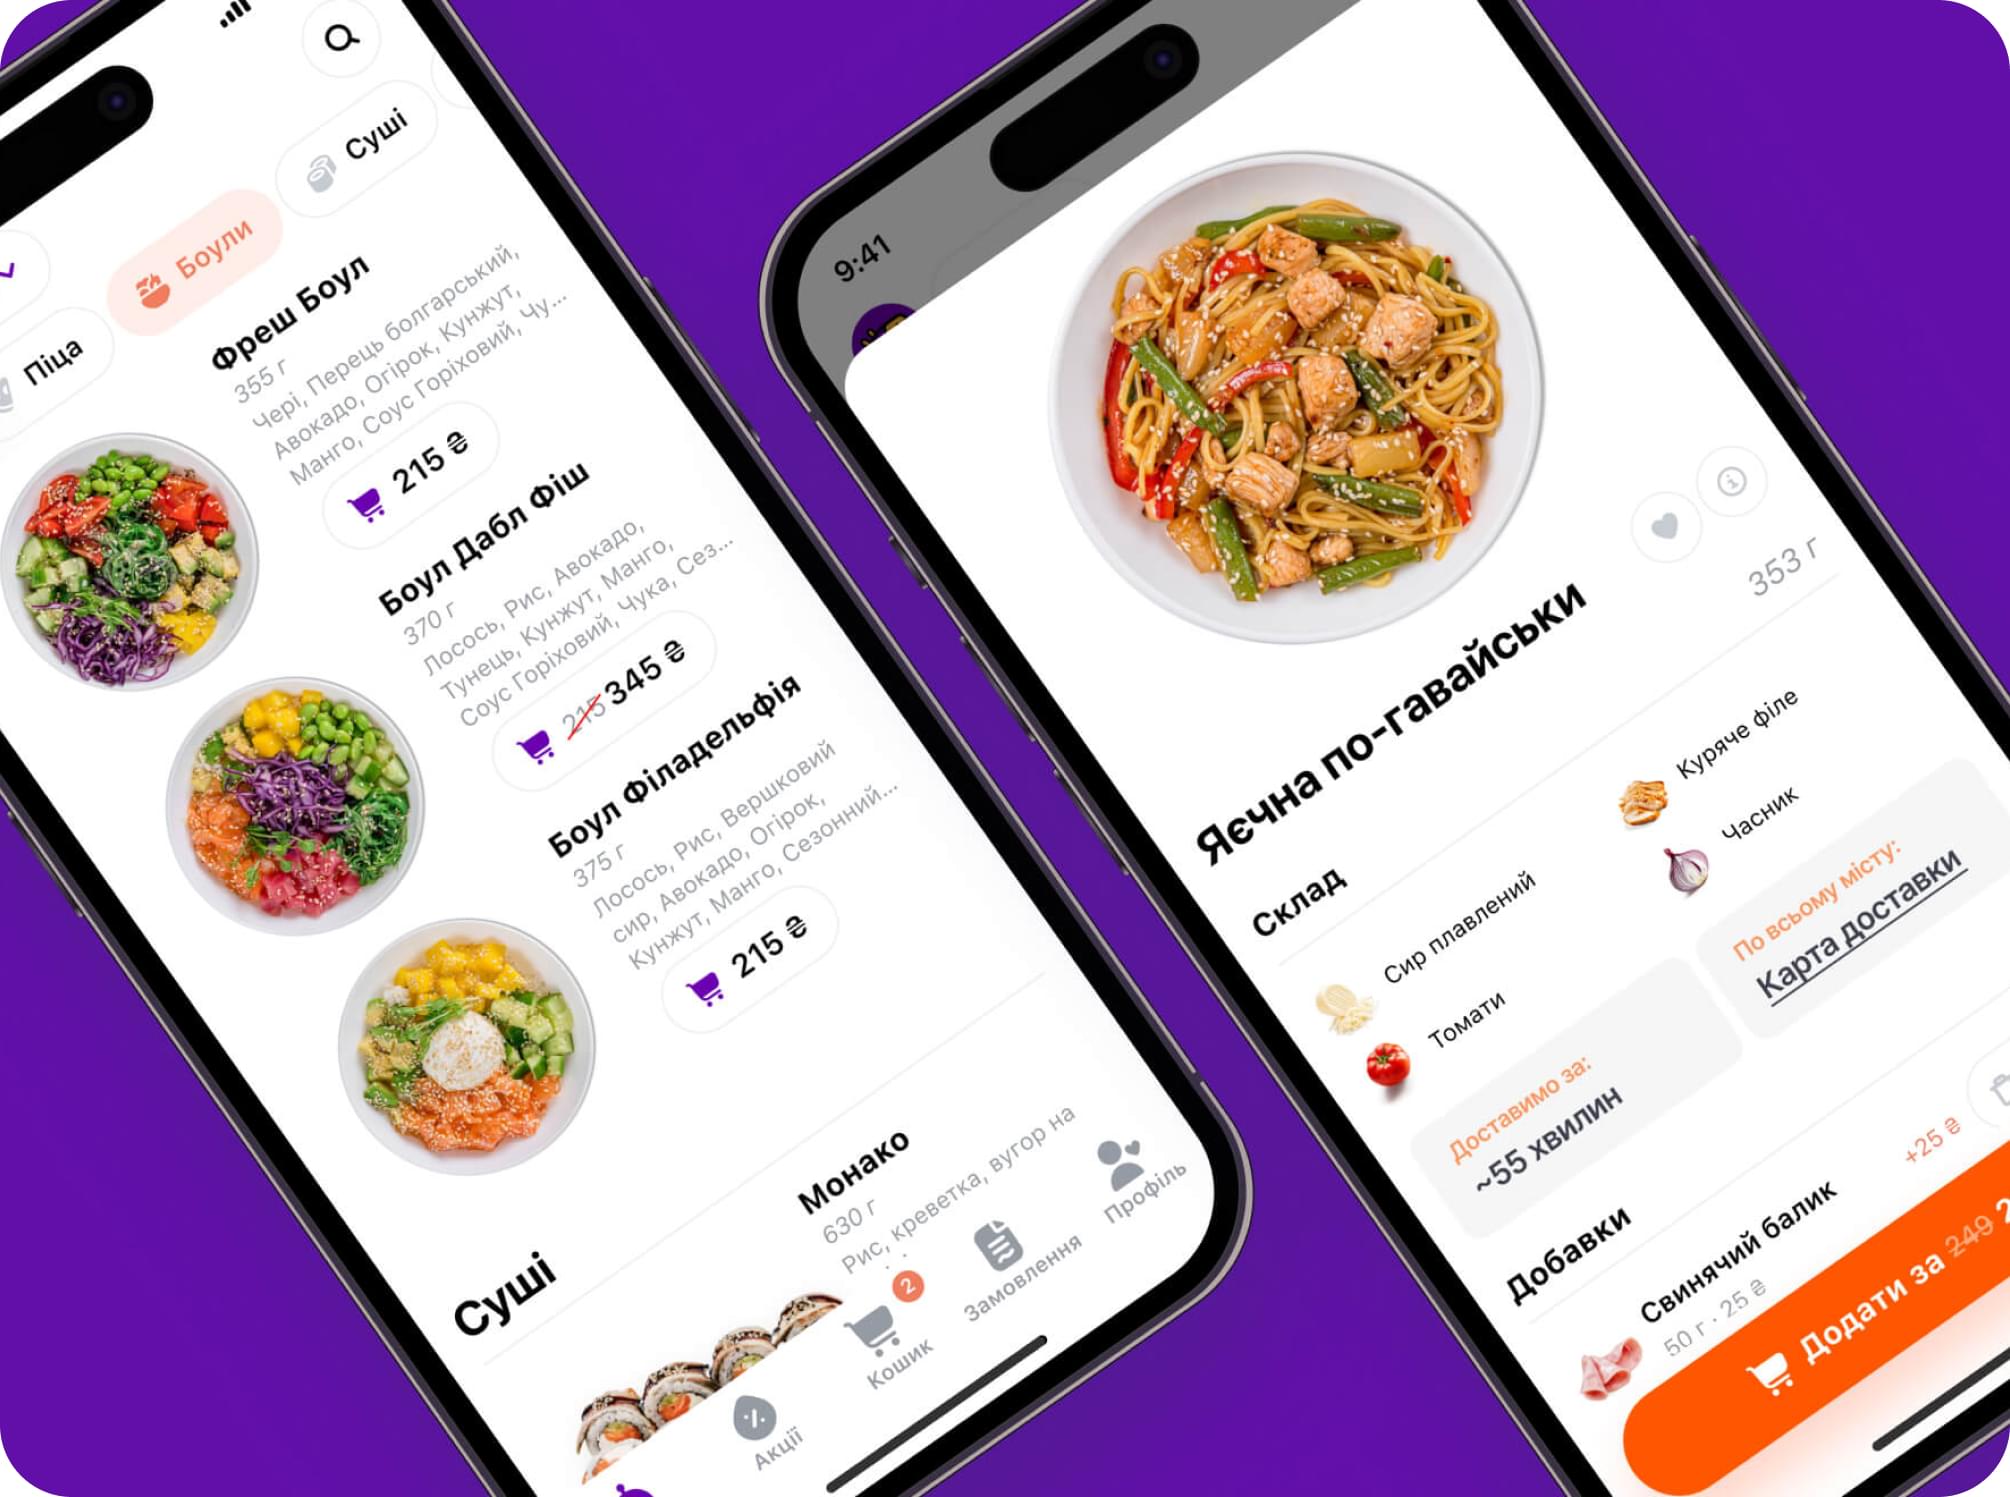 Суші
Боули
Піца
Фреш Боул
355 г
Чері, Перець болгарський,
Авокадо, Огірок, Кунжут,
Манго, Соус Горіховий, Чу...
215 ₴
Боул Дабл Фіш
370 г
Лосось, Рис, Авокадо,
Тунець, Кунжут, Манго,
Соус Горіховий, Чука, Сез...
215 345 ₴
Боул Філадельфія
375 г
Лосось, Рис, Вершковий
сир, Авокадо, Огірок,
Кунжут, Манго, Сезонний...
215 ₴
Суші
Монако
630 г
Рис, креветка, вугор на
Акції
Кошик
2
Замовлення
Профіль
9:41
Яєчна по-гавайськи
353 г
Склад
Сир плавлений
Куряче філе
Томати
Часник
Доставимо за:
~55 хвилин
По всьому місту:
Карта доставки
Добавки
Свинячий балик
50 г · 25 ₴
+25 ₴
Додати за 249